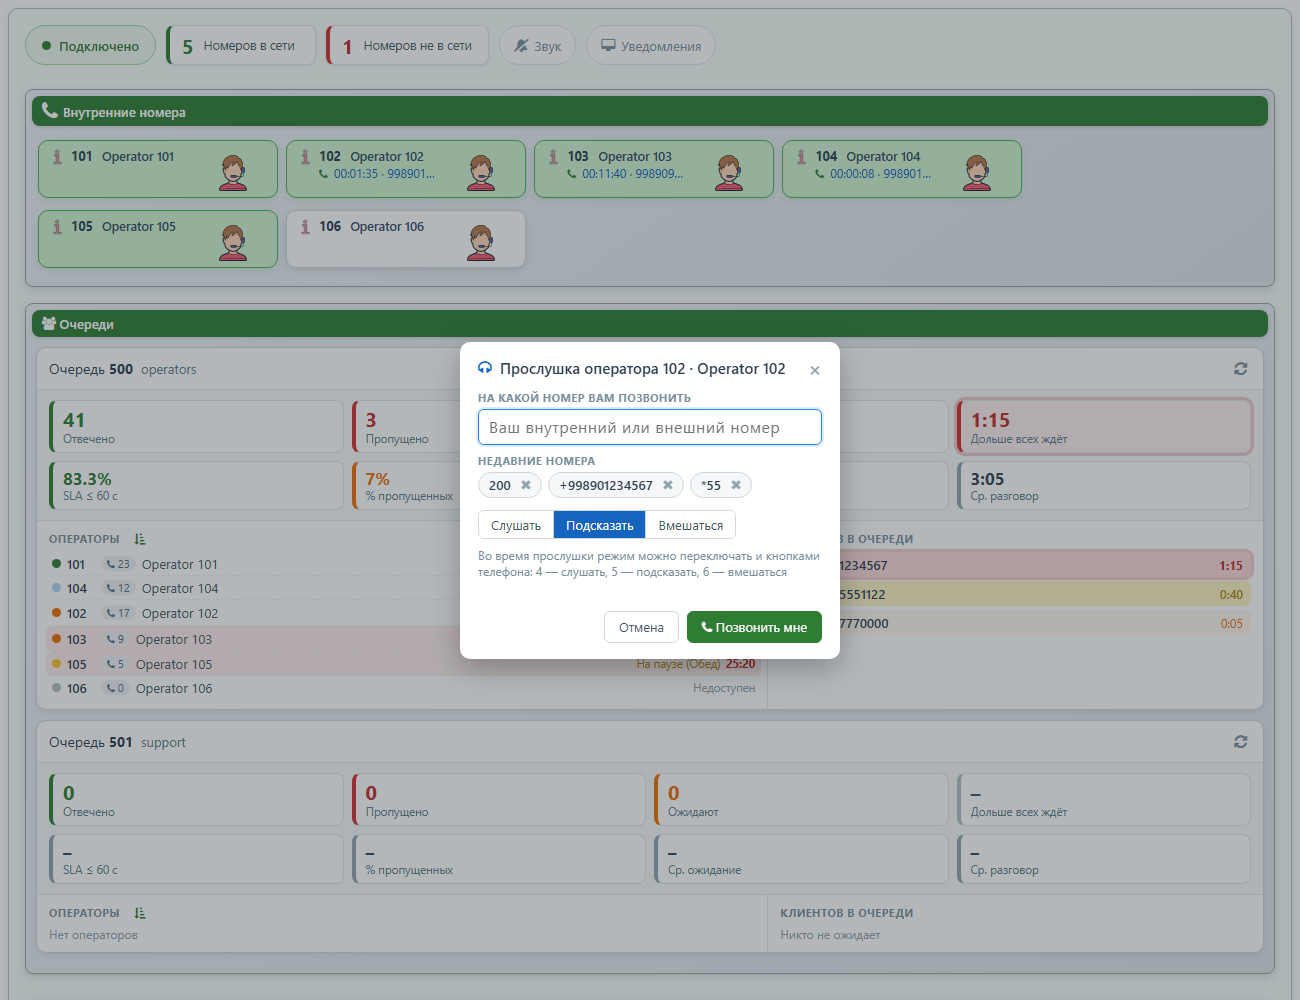 Подключено
5 Номеров в сети
1 Номеров не в сети
Звук
Уведомления
Внутренние номера
101 Operator 101
102 Operator 102
00:01:35 · 998901...
103 Operator 103
00:11:40 · 998909...
104 Operator 104
00:00:08 · 998901...
105 Operator 105
106 Operator 106
Очереди
Очередь 500 operators
41
Отвечено
3
Пропущено
1:15
Дольше всех ждёт
83.3%
SLA ≤ 60 с
7%
% пропущенных
3:05
Ср. разговор
ОПЕРАТОРЫ
101 23 Operator 101
104 12 Operator 104
102 17 Operator 102
103 9 Operator 103
105 5 Operator 105 На паузе (Обед) 25:20
106 0 Operator 106 Недоступен
В ОЧЕРЕДИ
1234567 1:15
5551122 0:40
7770000 0:05
Прослушка оператора 102 · Operator 102
НА КАКОЙ НОМЕР ВАМ ПОЗВОНИТЬ
Ваш внутренний или внешний номер
НЕДАВНИЕ НОМЕРА
200
+998901234567
*55
Слушать Подсказать Вмешаться
Во время прослушки режим можно переключать и кнопками
телефона: 4 — слушать, 5 — подсказать, 6 — вмешаться
Отмена
Позвонить мне
Очередь 501 support
0
Отвечено
0
Пропущено
0
Ожидают
–
Дольше всех ждёт
–
SLA ≤ 60 с
–
% пропущенных
–
Ср. ожидание
–
Ср. разговор
ОПЕРАТОРЫ
Нет операторов
КЛИЕНТОВ В ОЧЕРЕДИ
Никто не ожидает